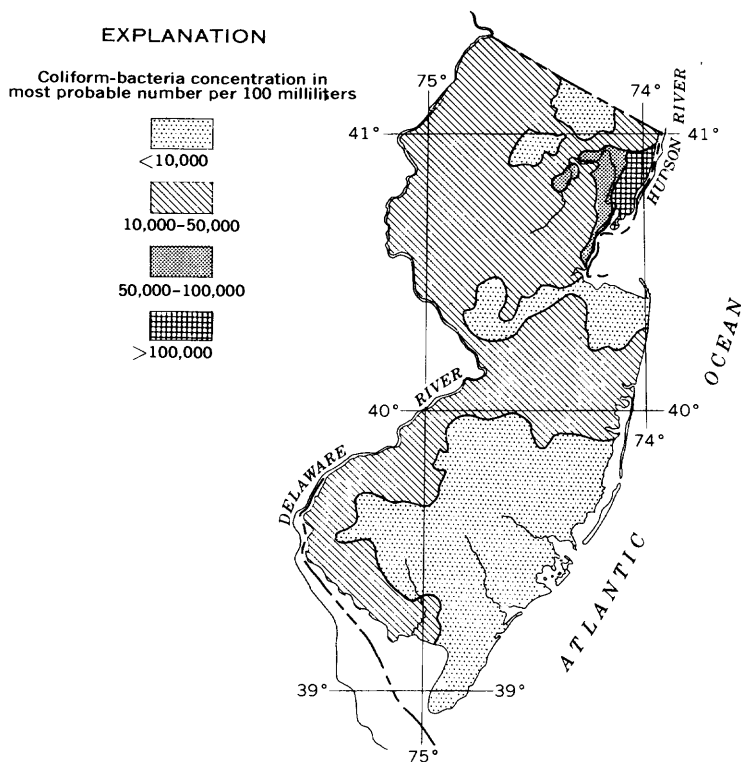 EXPLANATION
Coliform-bacteria concentration in
most probable number per 100 milliliters
<10,000
10,000–50,000
50,000–100,000
>100,000
75°
74°
41°
41°
HUDSON RIVER
OCEAN
RIVER
40°
40°
74°
DELAWARE
ATLANTIC
39°
39°
75°